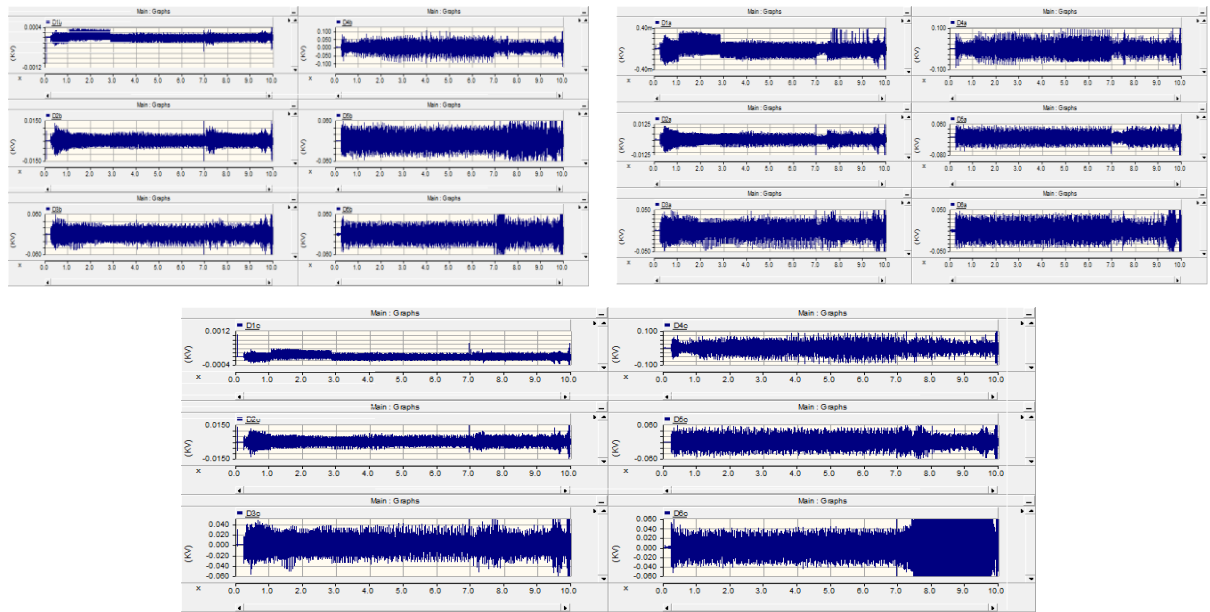 Main : Graphs Main : Graphs
D1b D4b
(KV) 0.0004 -0.0012 0.100 0.050 0.000 -0.050 -0.100
x 0.0 1.0 2.0 3.0 4.0 5.0 6.0 7.0 8.0 9.0 10.0 0.0 1.0 2.0 3.0 4.0 5.0 6.0 7.0 8.0 9.0 10.0
Main : Graphs Main : Graphs
D2b D5b
(KV) 0.0150 -0.0150 0.060 -0.060
x 0.0 1.0 2.0 3.0 4.0 5.0 6.0 7.0 8.0 9.0 10.0 0.0 1.0 2.0 3.0 4.0 5.0 6.0 7.0 8.0 9.0 10.0
Main : Graphs Main : Graphs
D3b D6b
(KV) 0.060 -0.060 0.060 -0.060
x 0.0 1.0 2.0 3.0 4.0 5.0 6.0 7.0 8.0 9.0 10.0 0.0 1.0 2.0 3.0 4.0 5.0 6.0 7.0 8.0 9.0 10.0
Main : Graphs Main : Graphs
D1a D4a
(KV) 0.40m -0.40m (KV) 0.100 -0.100
x 0.0 1.0 2.0 3.0 4.0 5.0 6.0 7.0 8.0 9.0 10.0 0.0 1.0 2.0 3.0 4.0 5.0 6.0 7.0 8.0 9.0 10.0
Main : Graphs Main : Graphs
D2a D5a
(KV) 0.0125 -0.0125 (KV) 0.080 -0.080
x 0.0 1.0 2.0 3.0 4.0 5.0 6.0 7.0 8.0 9.0 10.0 0.0 1.0 2.0 3.0 4.0 5.0 6.0 7.0 8.0 9.0 10.0
Main : Graphs Main : Graphs
D3a D6a
(KV) 0.050 -0.050 (KV) 0.050 -0.050
x 0.0 1.0 2.0 3.0 4.0 5.0 6.0 7.0 8.0 9.0 10.0 0.0 1.0 2.0 3.0 4.0 5.0 6.0 7.0 8.0 9.0 10.0
Main : Graphs Main : Graphs
D1c D4c
(KV) 0.0012 -0.0004 (KV) 0.100 -0.100
x 0.0 1.0 2.0 3.0 4.0 5.0 6.0 7.0 8.0 9.0 10.0 x 0.0 1.0 2.0 3.0 4.0 5.0 6.0 7.0 8.0 9.0 10.0
Main : Graphs Main : Graphs
D2c D5c
(KV) 0.0150 -0.0150 (KV) 0.060 -0.060
x 0.0 1.0 2.0 3.0 4.0 5.0 6.0 7.0 8.0 9.0 10.0 x 0.0 1.0 2.0 3.0 4.0 5.0 6.0 7.0 8.0 9.0 10.0
Main : Graphs Main : Graphs
D3c D6c
(KV) 0.040 0.020 0.000 -0.020 -0.040 -0.060 (KV) 0.060 0.040 0.020 0.000 -0.020 -0.040 -0.060
x 0.0 1.0 2.0 3.0 4.0 5.0 6.0 7.0 8.0 9.0 10.0 x 0.0 1.0 2.0 3.0 4.0 5.0 6.0 7.0 8.0 9.0 10.0